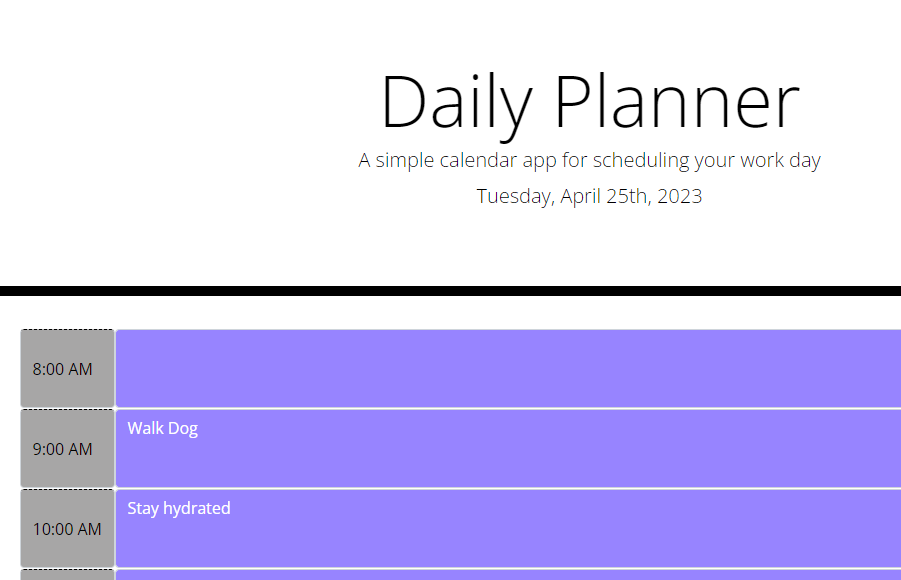 Daily Planner
A simple calendar app for scheduling your work day
Tuesday, April 25th, 2023
8:00 AM
9:00 AM
Walk Dog
10:00 AM
Stay hydrated